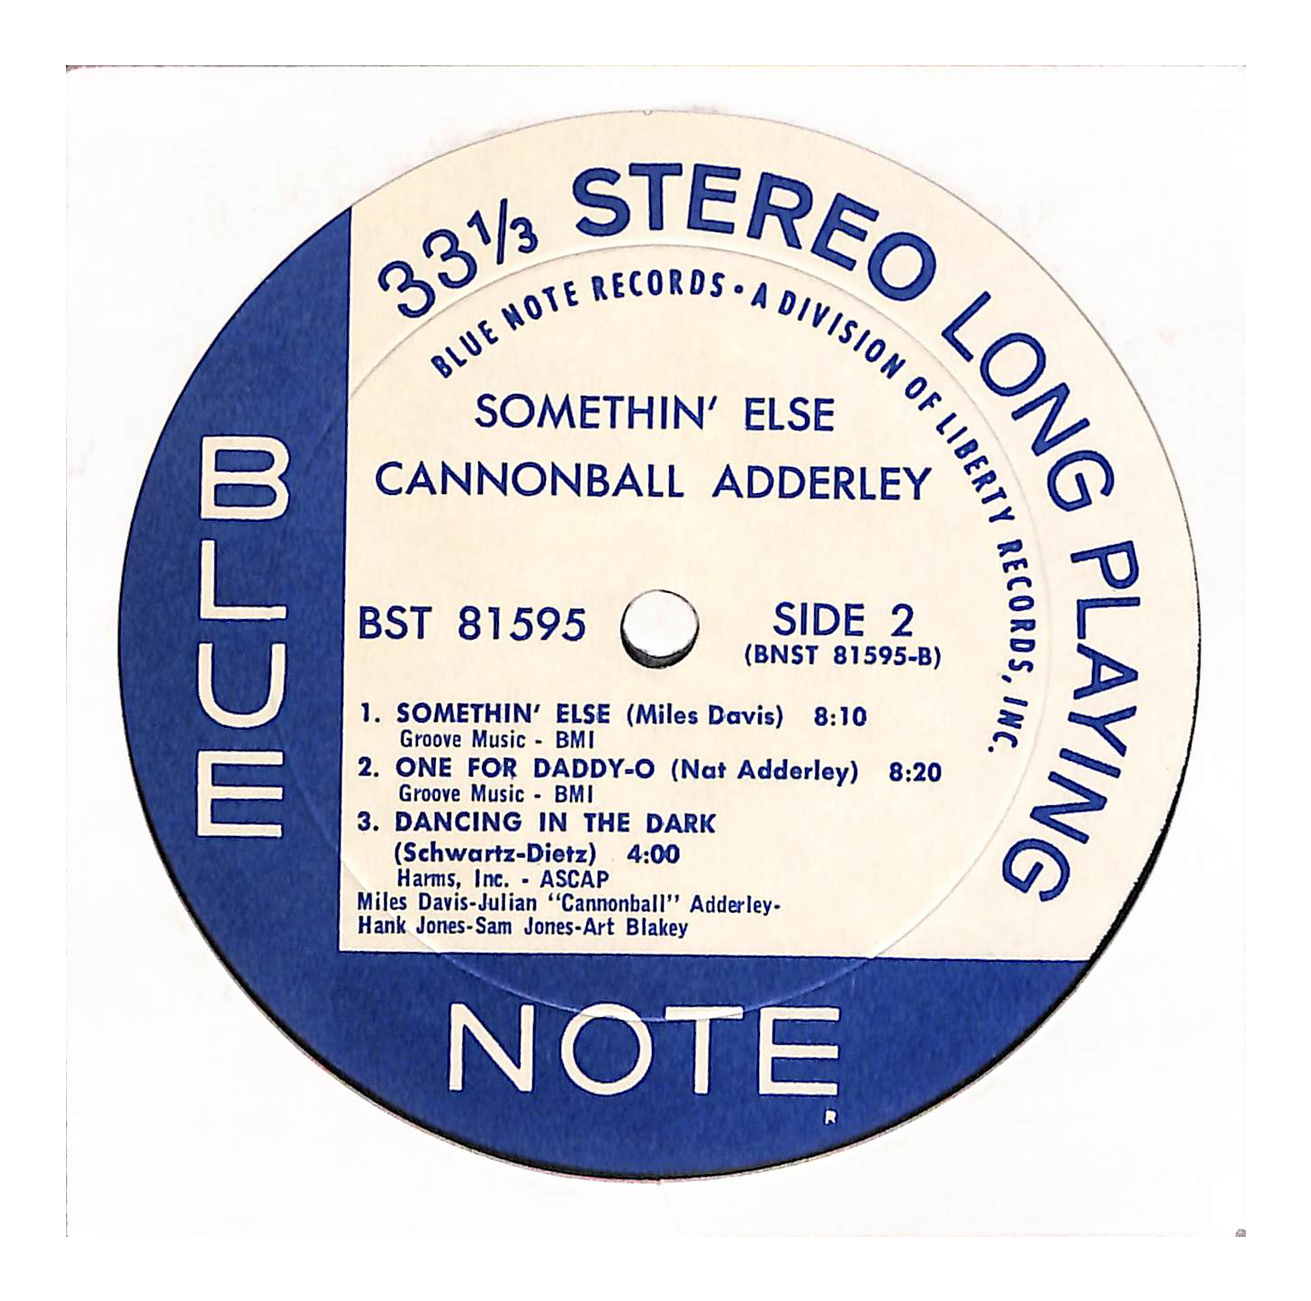 33⅓ STEREO LONG PLAYING
BLUE NOTE RECORDS • A DIVISION OF LIBERTY RECORDS, INC.
SOMETHIN' ELSE
CANNONBALL ADDERLEY
BST 81595
SIDE 2
(BNST 81595-B)
1. SOMETHIN' ELSE (Miles Davis) 8:10
Groove Music - BMI
2. ONE FOR DADDY-O (Nat Adderley) 8:20
Groove Music - BMI
3. DANCING IN THE DARK
(Schwartz-Dietz) 4:00
Harms, Inc. - ASCAP
Miles Davis-Julian "Cannonball" Adderley-
Hank Jones-Sam Jones-Art Blakey
BLUE
NOTE
R